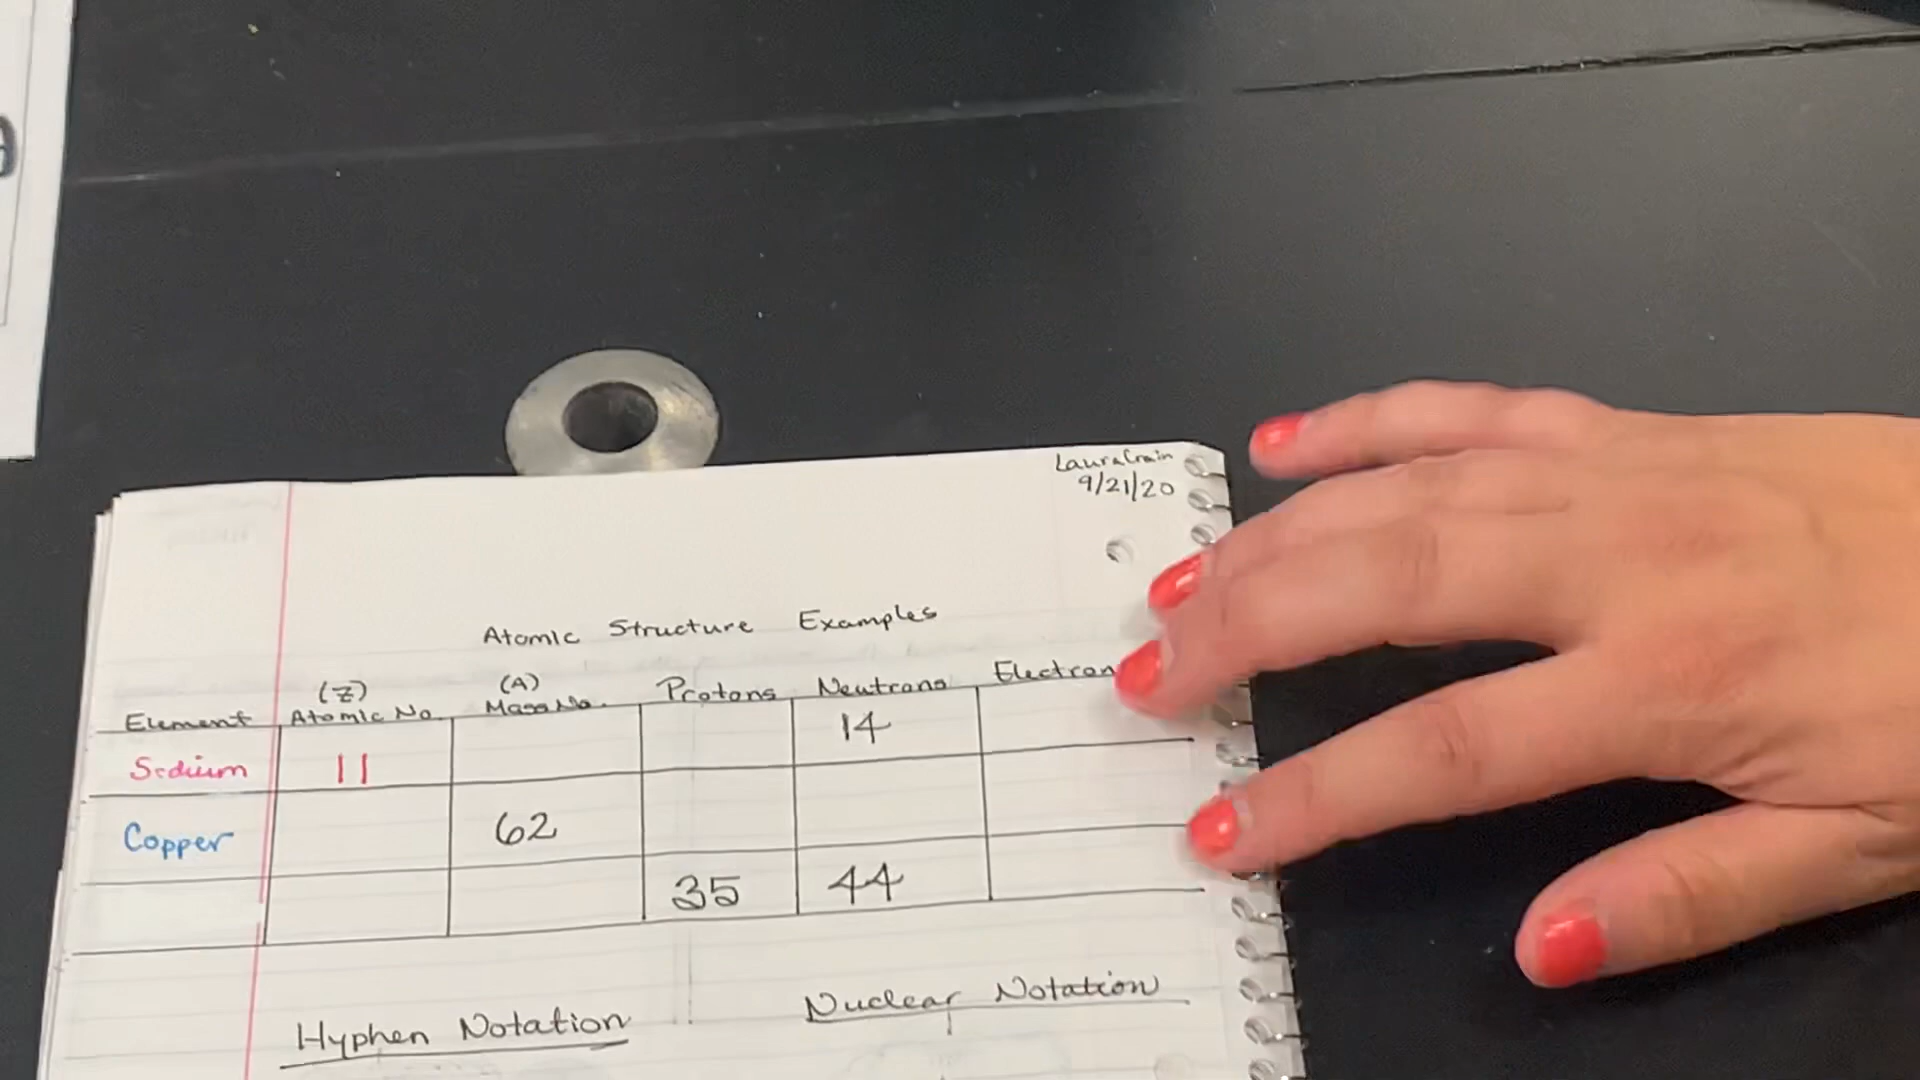 Laura Crain
9/21/20
Atomic Structure Examples
Element (Z) Atomic No. (A) Mass No. Protons Neutrons Electron
Sodium 11 14
Copper 62
35 44
Hyphen Notation Nuclear Notation